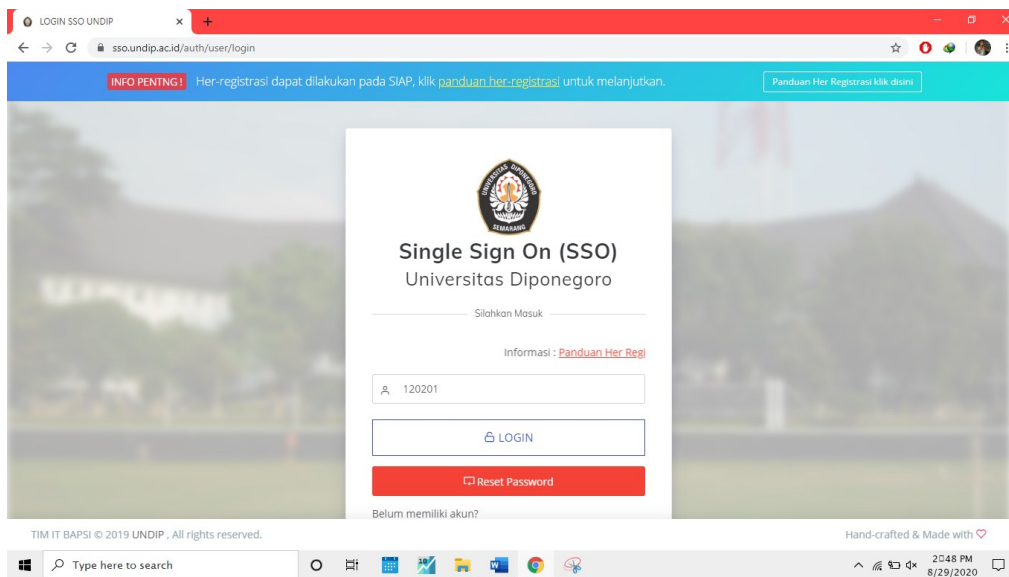 LOGIN SSO UNDIP
sso.undip.ac.id/auth/user/login
INFO PENTNG ! Her-registrasi dapat dilakukan pada SIAP, klik panduan her-registrasi untuk melanjutkan. Panduan Her Registrasi klik disini
UNIVERSITAS DIPONEGORO
SEMARANG
Single Sign On (SSO)
Universitas Diponegoro
Silahkan Masuk
Informasi : Panduan Her Regi
120201
LOGIN
Reset Password
Belum memiliki akun?
TIM IT BAPSI © 2019 UNDIP , All rights reserved. Hand-crafted & Made with
Type here to search
2:48 PM
8/29/2020